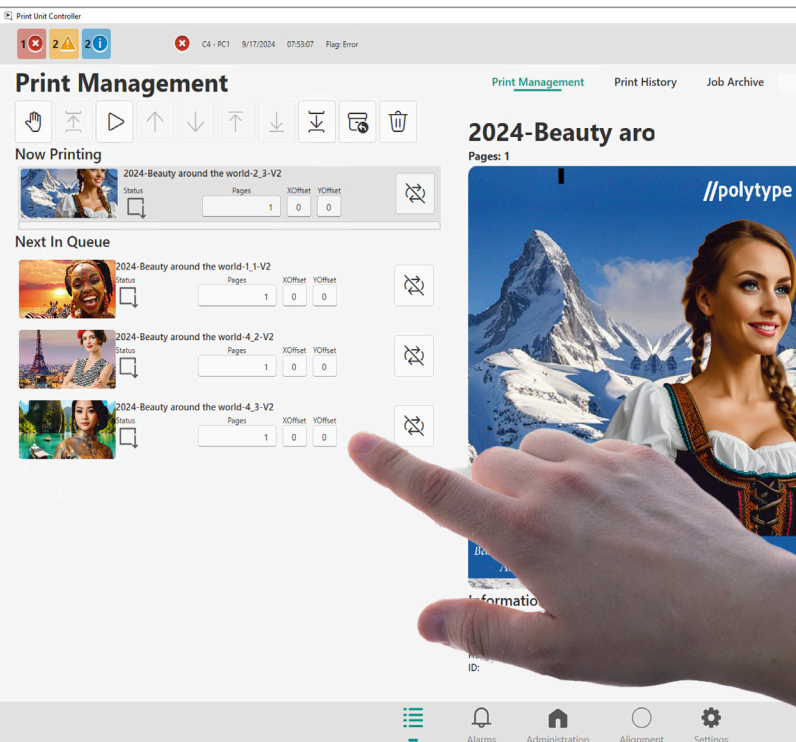 Print Unit Controller
1 2 2 C4 - PC1 9/17/2024 07:53:07 Flag: Error
Print Management
Print Management Print History Job Archive
Now Printing
2024-Beauty around the world-2_3-V2
Status Pages XOffset YOffset
1 0 0
Next In Queue
2024-Beauty around the world-1_1-V2
Status Pages XOffset YOffset
1 0 0
2024-Beauty around the world-4_2-V2
Status Pages XOffset YOffset
1 0 0
2024-Beauty around the world-4_3-V2
Status Pages XOffset YOffset
1 0 0
2024-Beauty aro
Pages: 1
//polytype
Informatio
ID:
Alarms Administration Alignment Settings